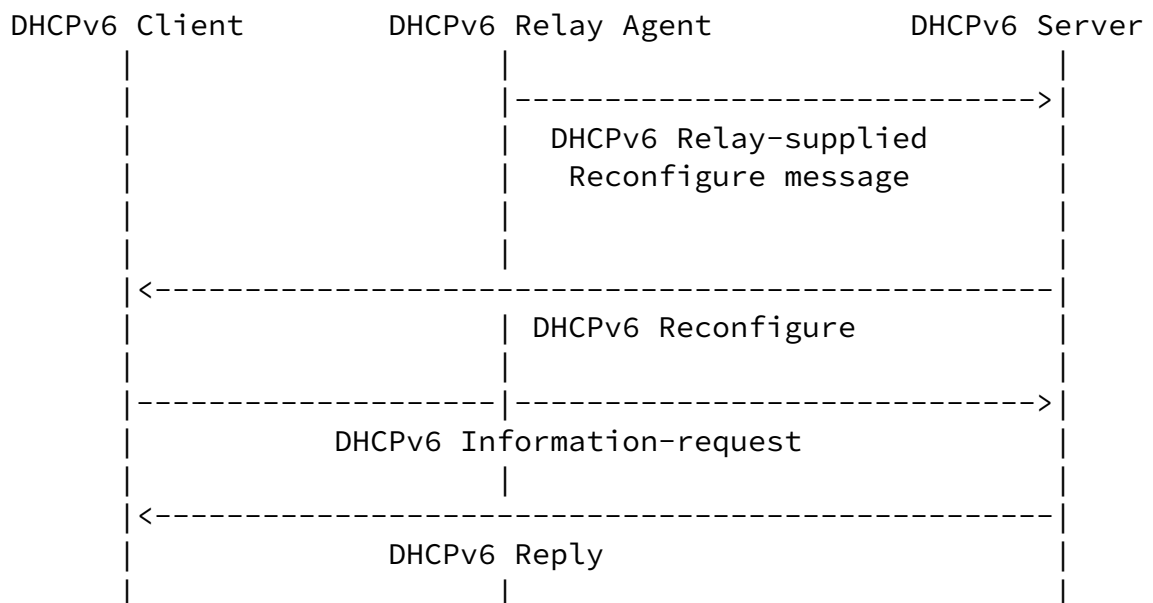 DHCPv6 Client DHCPv6 Relay Agent DHCPv6 Server
DHCPv6 Relay-supplied
Reconfigure message
DHCPv6 Reconfigure
DHCPv6 Information-request
DHCPv6 Reply